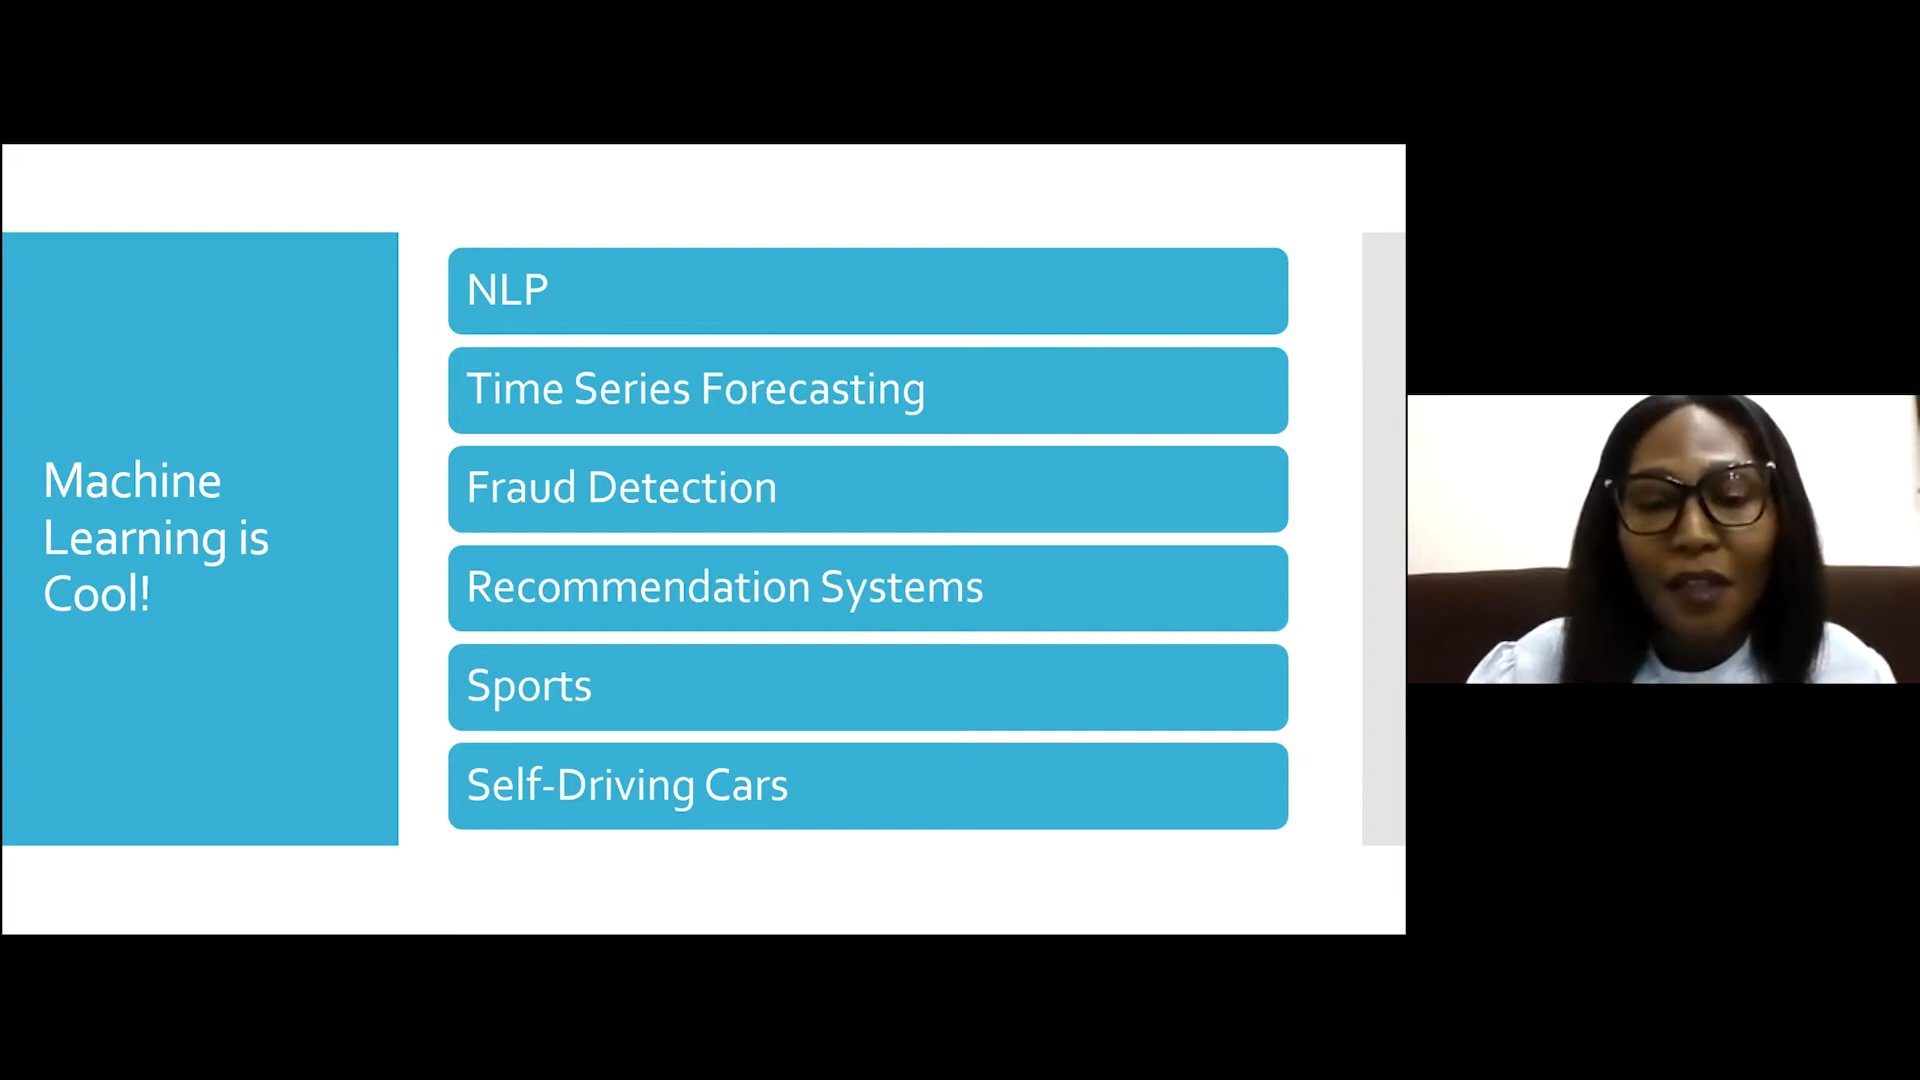 Machine
Learning is
Cool!
NLP
Time Series Forecasting
Fraud Detection
Recommendation Systems
Sports
Self-Driving Cars